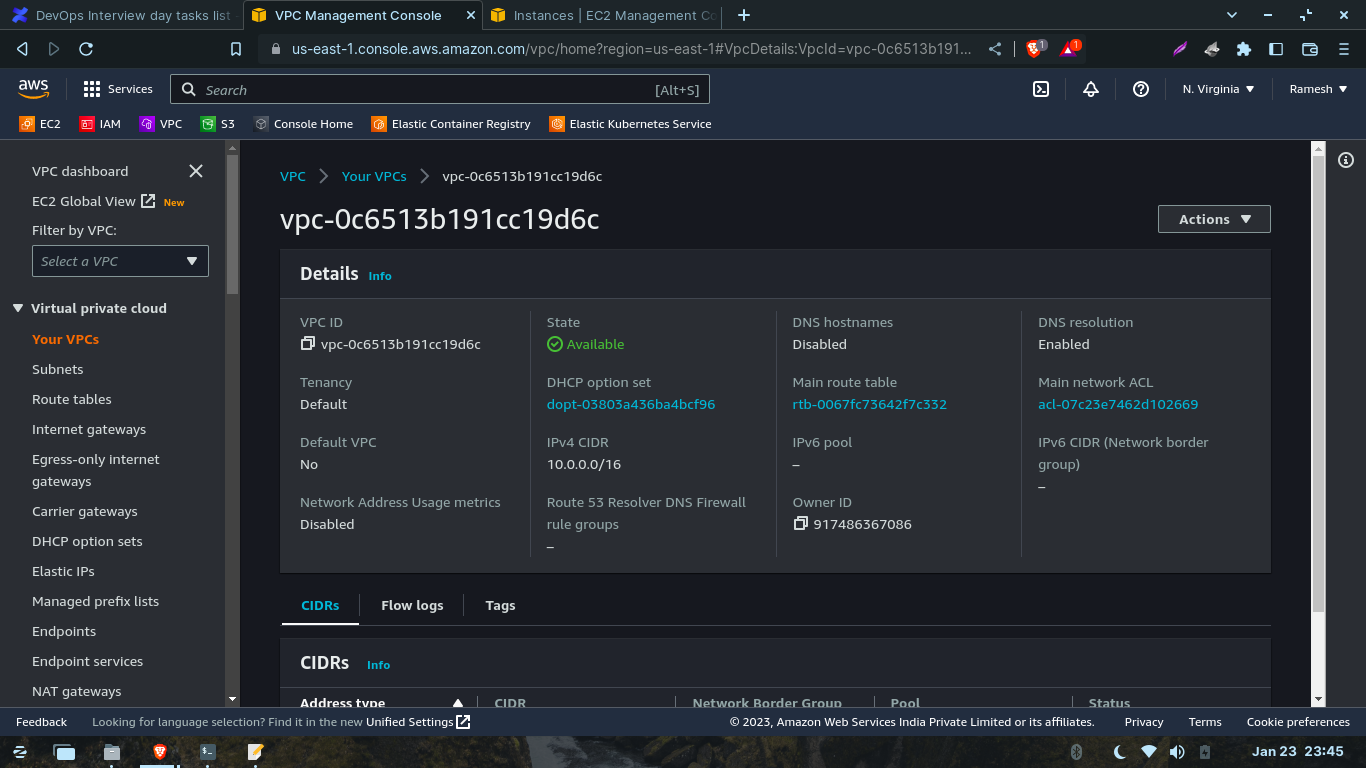 DevOps Interview day tasks list
VPC Management Console
Instances | EC2 Management Co
us-east-1.console.aws.amazon.com/vpc/home?region=us-east-1#VpcDetails:VpcId=vpc-0c6513b191...
1
1
aws
Services
Search
[Alt+S]
N. Virginia
Ramesh
EC2
IAM
VPC
S3
Console Home
Elastic Container Registry
Elastic Kubernetes Service
VPC dashboard
EC2 Global View
New
Filter by VPC:
Select a VPC
Virtual private cloud
Your VPCs
Subnets
Route tables
Internet gateways
Egress-only internet
gateways
Carrier gateways
DHCP option sets
Elastic IPs
Managed prefix lists
Endpoints
Endpoint services
NAT gateways
VPC
Your VPCs
vpc-0c6513b191cc19d6c
vpc-0c6513b191cc19d6c
Actions
Details
Info
VPC ID
vpc-0c6513b191cc19d6c
State
Available
DNS hostnames
Disabled
DNS resolution
Enabled
Tenancy
Default
DHCP option set
dopt-03803a436ba4bcf96
Main route table
rtb-0067fc73642f7c332
Main network ACL
acl-07c23e7462d102669
Default VPC
No
IPv4 CIDR
10.0.0.0/16
IPv6 pool
–
IPv6 CIDR (Network border
group)
–
Network Address Usage metrics
Disabled
Route 53 Resolver DNS Firewall
rule groups
–
Owner ID
917486367086
CIDRs
Flow logs
Tags
CIDRs
Info
Address type
CIDR
Network Border Group
Pool
Status
Feedback
Looking for language selection? Find it in the new Unified Settings
© 2023, Amazon Web Services India Private Limited or its affiliates.
Privacy
Terms
Cookie preferences
Jan 23 23:45